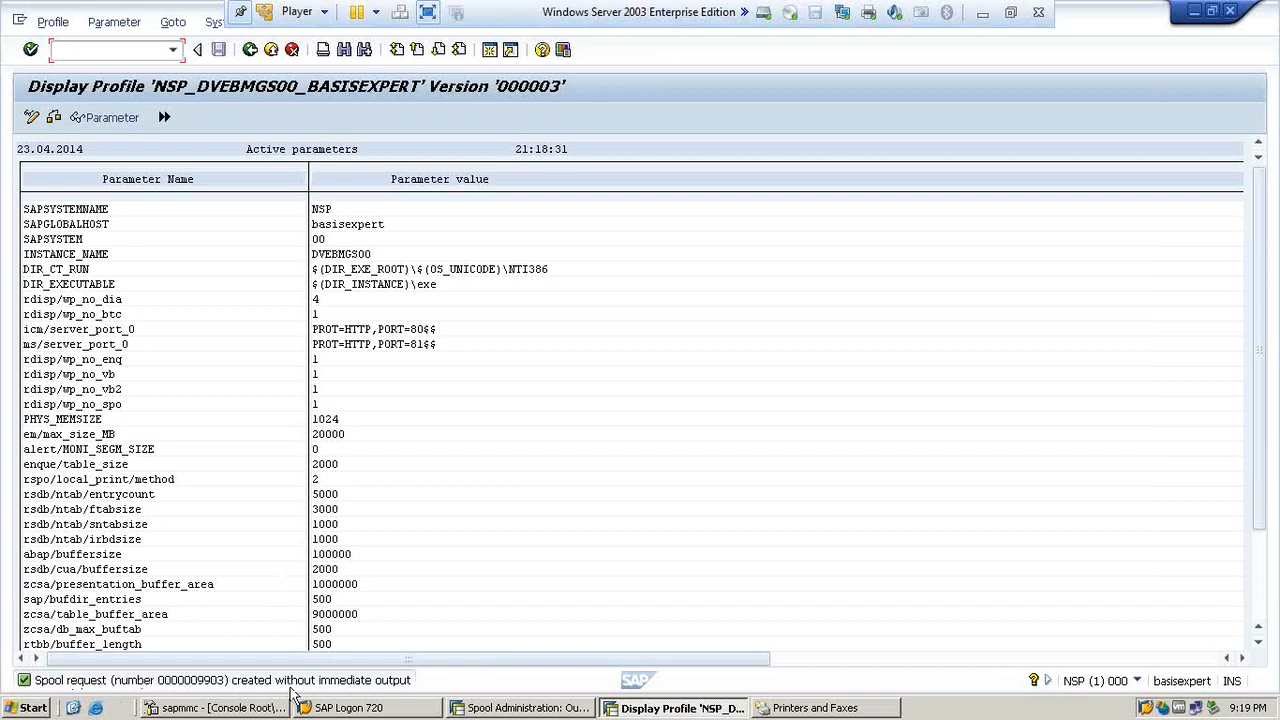 Player
Windows Server 2003 Enterprise Edition »
Profile Parameter Goto
Display Profile 'NSP_DVEBMGS00_BASISEXPERT' Version '000003'
Parameter
23.04.2014 Active parameters 21:18:31
Parameter Name Parameter value
SAPSYSTEMNAME NSP
SAPGLOBALHOST basisexpert
SAPSYSTEM 00
INSTANCE_NAME DVEBMGS00
DIR_CT_RUN $(DIR_EXE_ROOT)\$(OS_UNICODE)\NTI386
DIR_EXECUTABLE $(DIR_INSTANCE)\exe
rdisp/wp_no_dia 4
rdisp/wp_no_btc 1
icm/server_port_0 PROT=HTTP,PORT=80$$
ms/server_port_0 PROT=HTTP,PORT=81$$
rdisp/wp_no_enq 1
rdisp/wp_no_vb 1
rdisp/wp_no_vb2 1
rdisp/wp_no_spo 1
PHYS_MEMSIZE 1024
em/max_size_MB 20000
alert/MONI_SEGM_SIZE 0
enque/table_size 2000
rspo/local_print/method 2
rsdb/ntab/entrycount 5000
rsdb/ntab/ftabsize 3000
rsdb/ntab/sntabsize 1000
rsdb/ntab/irbdsize 1000
abap/buffersize 100000
rsdb/cua/buffersize 2000
zcsa/presentation_buffer_area 1000000
sap/bufdir_entries 500
zcsa/table_buffer_area 9000000
zcsa/db_max_buftab 500
rtbb/buffer_length 500
Spool request (number 0000009903) created without immediate output SAP NSP (1) 000 basisexpert INS
Start sapmmc - [Console Root\... SAP Logon 720 Spool Administration: Ou... Display Profile 'NSP_D... Printers and Faxes 9:19 PM